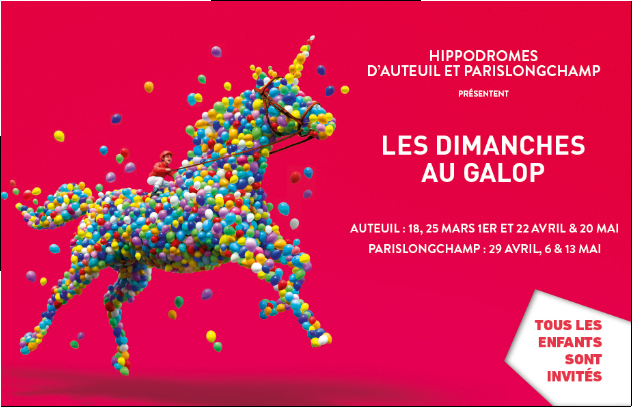 HIPPODROMES
D'AUTEUIL ET PARISLONGCHAMP
PRÉSENTENT
LES DIMANCHES
AU GALOP
AUTEUIL : 18, 25 MARS 1ER ET 22 AVRIL & 20 MAI
PARISLONGCHAMP : 29 AVRIL, 6 & 13 MAI
TOUS LES
ENFANTS
SONT
INVITÉS